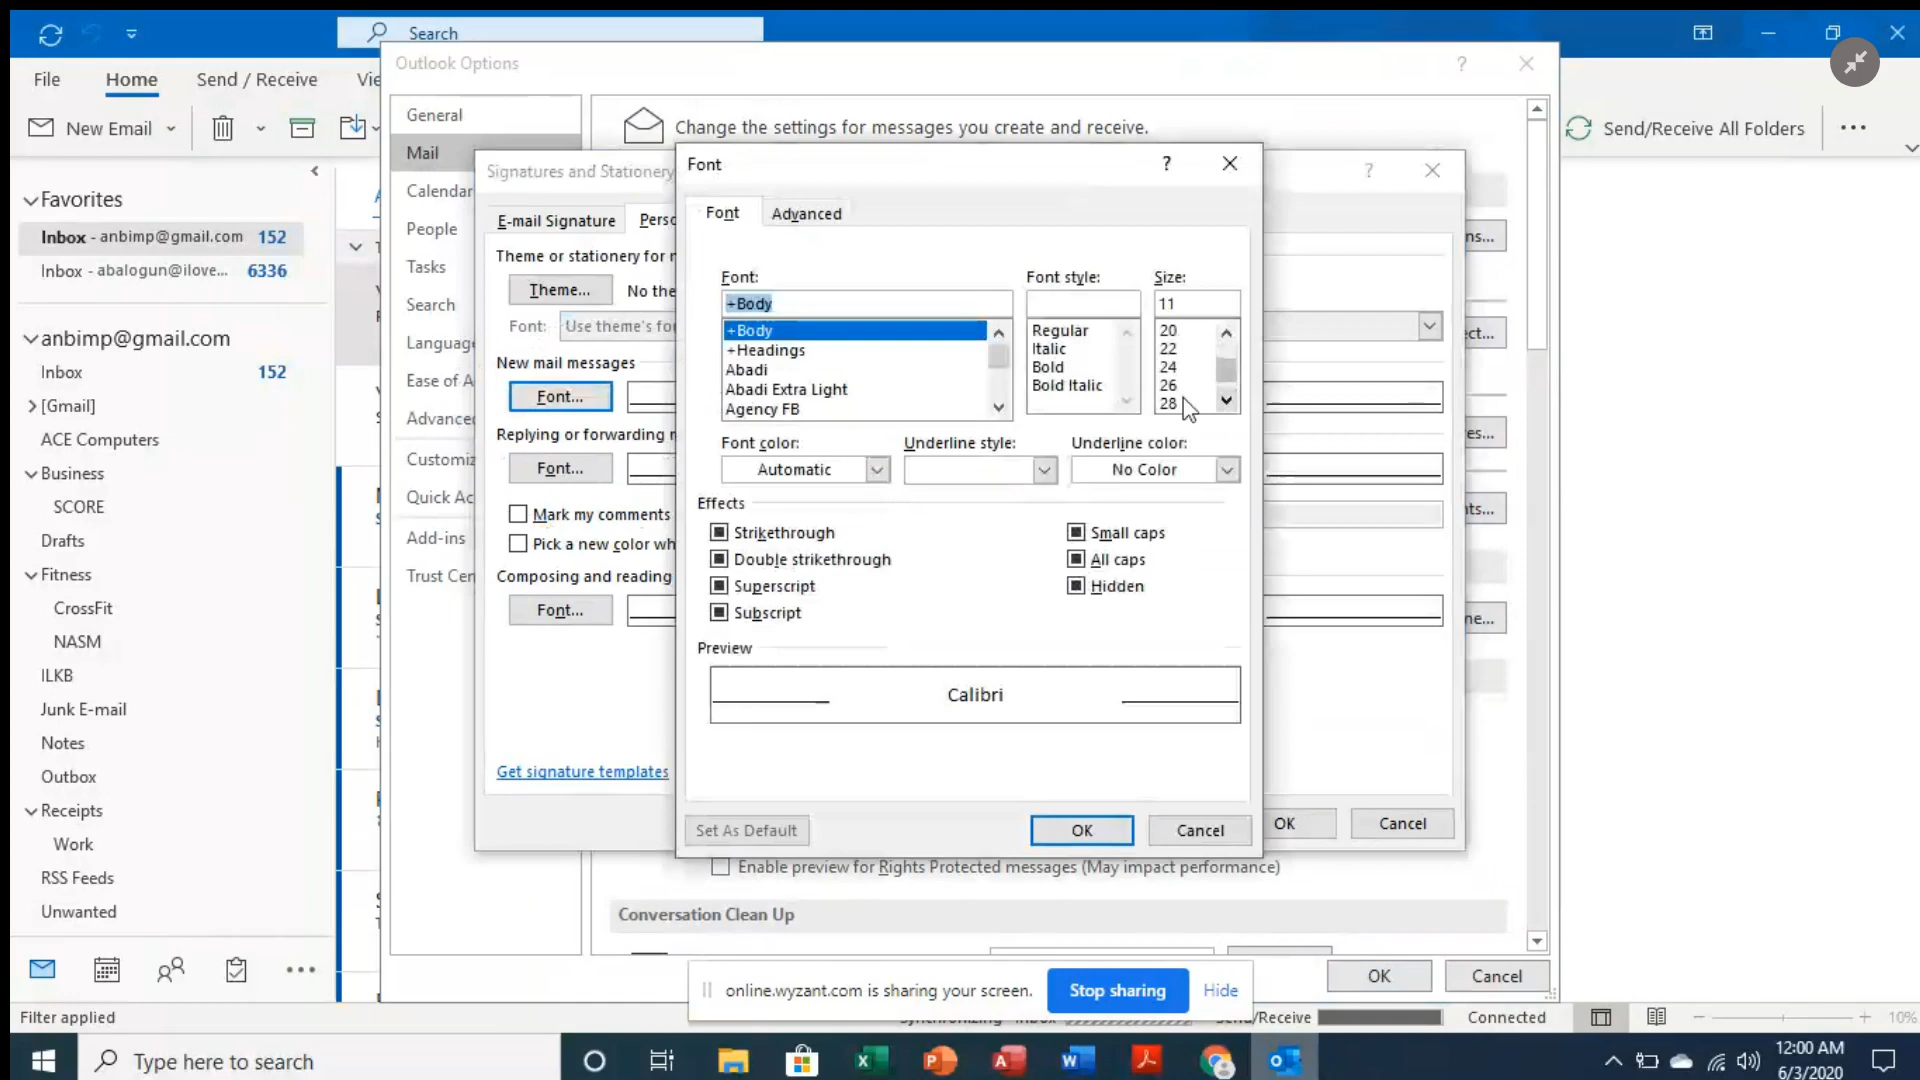 Search
File
Home
Send / Receive
New Email
Send/Receive All Folders
Favorites
Inbox - anbimp@gmail.com 152
Inbox - abalogun@ilove... 6336
anbimp@gmail.com
Inbox 152
[Gmail]
ACE Computers
Business
SCORE
Drafts
Fitness
CrossFit
NASM
ILKB
Junk E-mail
Notes
Outbox
Receipts
Work
RSS Feeds
Unwanted
Outlook Options
General
Mail
Calendar
People
Tasks
Search
Language
Ease of A
Advanced
Customiz
Quick Ac
Add-ins
Trust Cen
Change the settings for messages you create and receive.
Signatures and Stationery
E-mail Signature
Perso
Theme or stationery for
Theme...
No the
Font:
Use theme's fo
New mail messages
Font...
Replying or forwarding
Font...
Mark my comments
Pick a new color wh
Composing and reading
Font...
Get signature templates
OK
Cancel
Font
Font
Advanced
Font:
Font style:
Size:
+Body
11
+Body
+Headings
Abadi
Abadi Extra Light
Agency FB
Regular
Italic
Bold
Bold Italic
20
22
24
26
28
Font color:
Underline style:
Underline color:
Automatic
No Color
Effects
Strikethrough
Small caps
Double strikethrough
All caps
Superscript
Hidden
Subscript
Preview
Calibri
Set As Default
OK
Cancel
Enable preview for Rights Protected messages (May impact performance)
Conversation Clean Up
OK
Cancel
online.wyzant.com is sharing your screen.
Stop sharing
Hide
Filter applied
Connected
10%
Type here to search
12:00 AM
6/3/2020